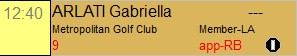 12:40 ARLATI Gabriella ---
Metropolitan Golf Club Member-LA
9 app-RB